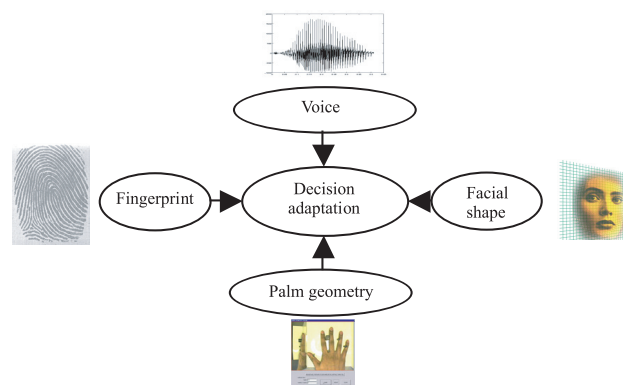 Voice
Fingerprint
Decision
adaptation
Facial
shape
Palm geometry